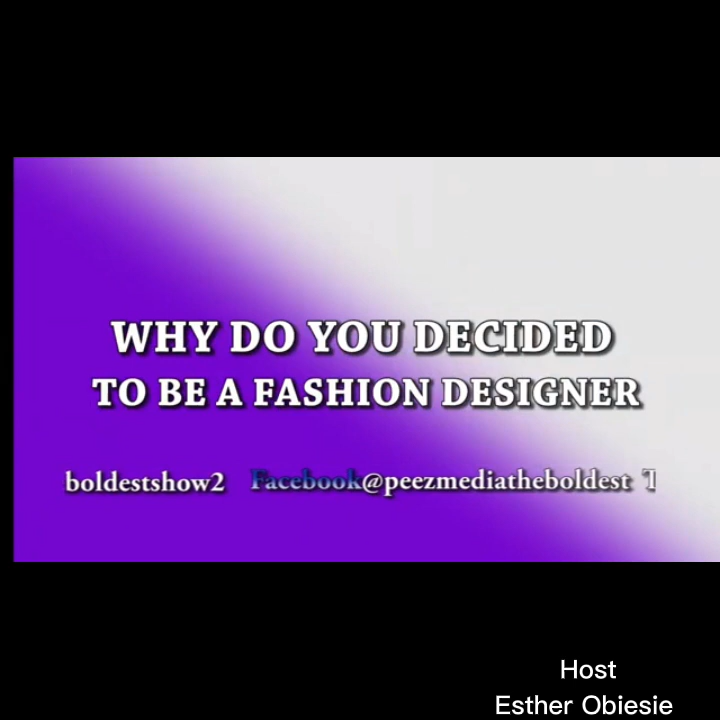 WHY DO YOU DECIDED
TO BE A FASHION DESIGNER
boldestshow2 Facebook@peezmediatheboldest T
Host
Esther Obiesie